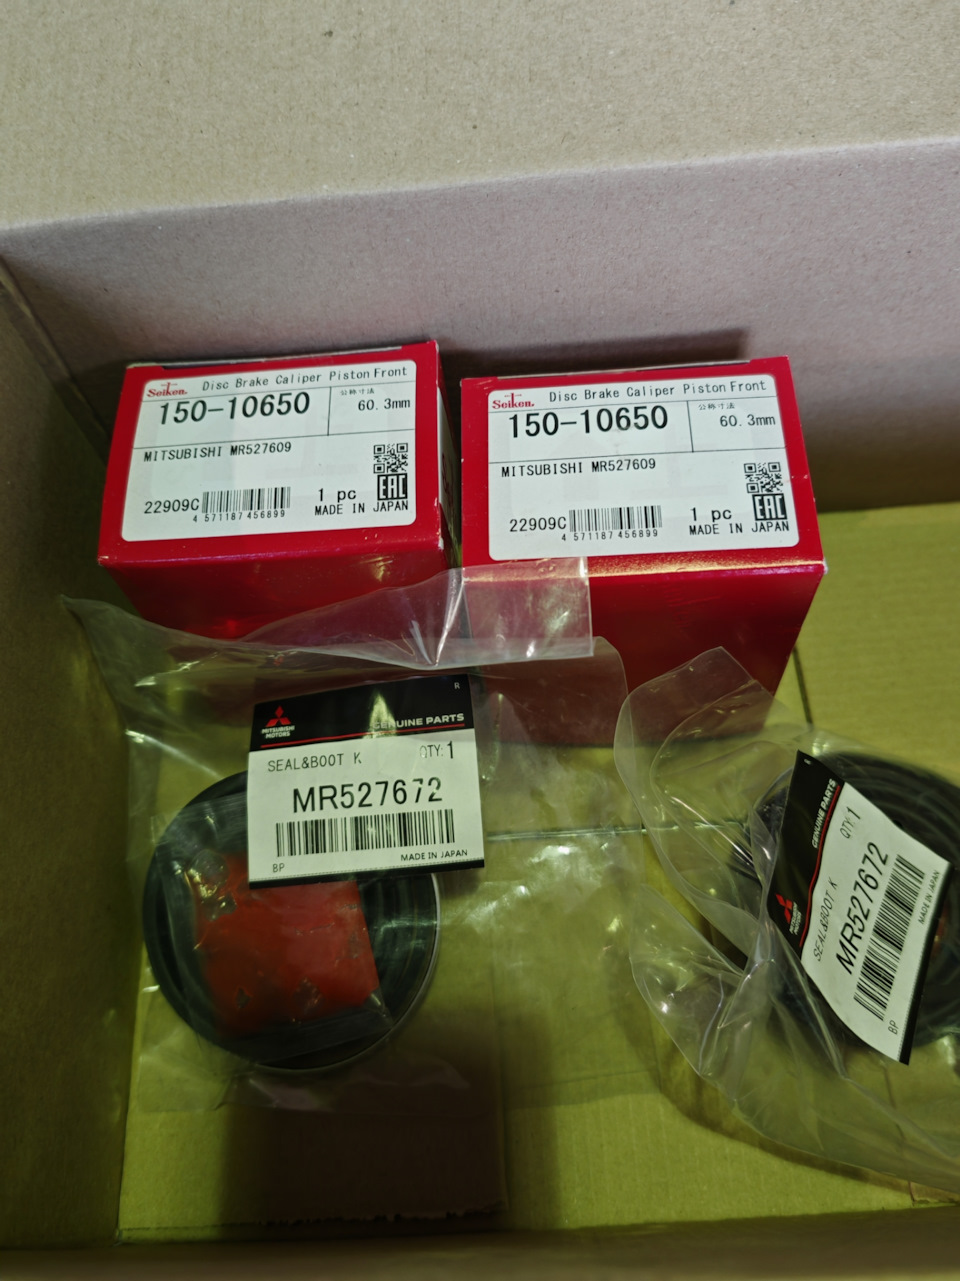 Seiken Disc Brake Caliper Piston Front
150-10650
公称寸法
60.3mm
MITSUBISHI MR527609
EAC
22909C
4 571187 456899
1 pc
MADE IN JAPAN
Seiken Disc Brake Caliper Piston Front
150-10650
公称寸法
60.3mm
MITSUBISHI MR527609
EAC
22909C
4 571187 456899
1 pc
MADE IN JAPAN
R
MITSUBISHI
MOTORS
GENUINE PARTS
SEAL&BOOT K
QTY:1
MR527672
BP
MADE IN JAPAN
R
GENUINE PARTS
SEAL&BOOT K
QTY:1
MR527672
BP
MADE IN JAPAN